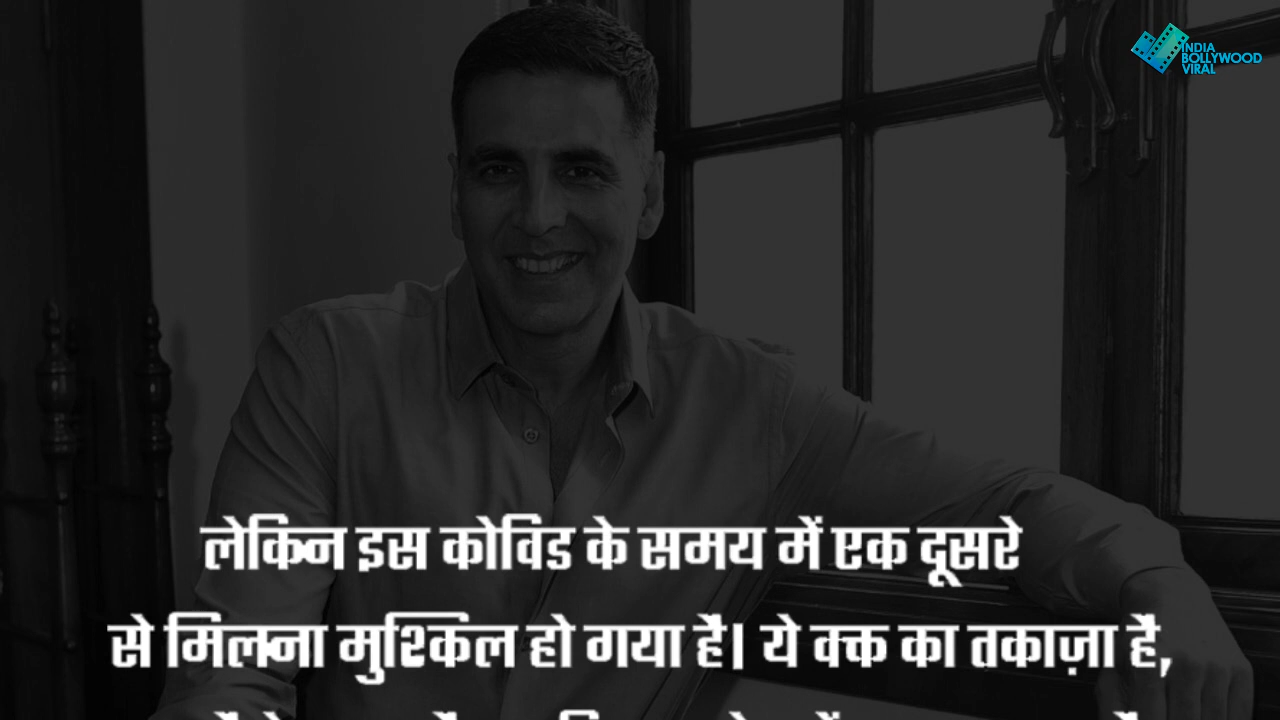 INDIA
BOLLYWOOD
VIRAL
लेकिन इस कोविड के समय में एक दूसरे
से मिलना मुश्किल हो गया हैं। ये वक्त का तकाज़ा हैं,